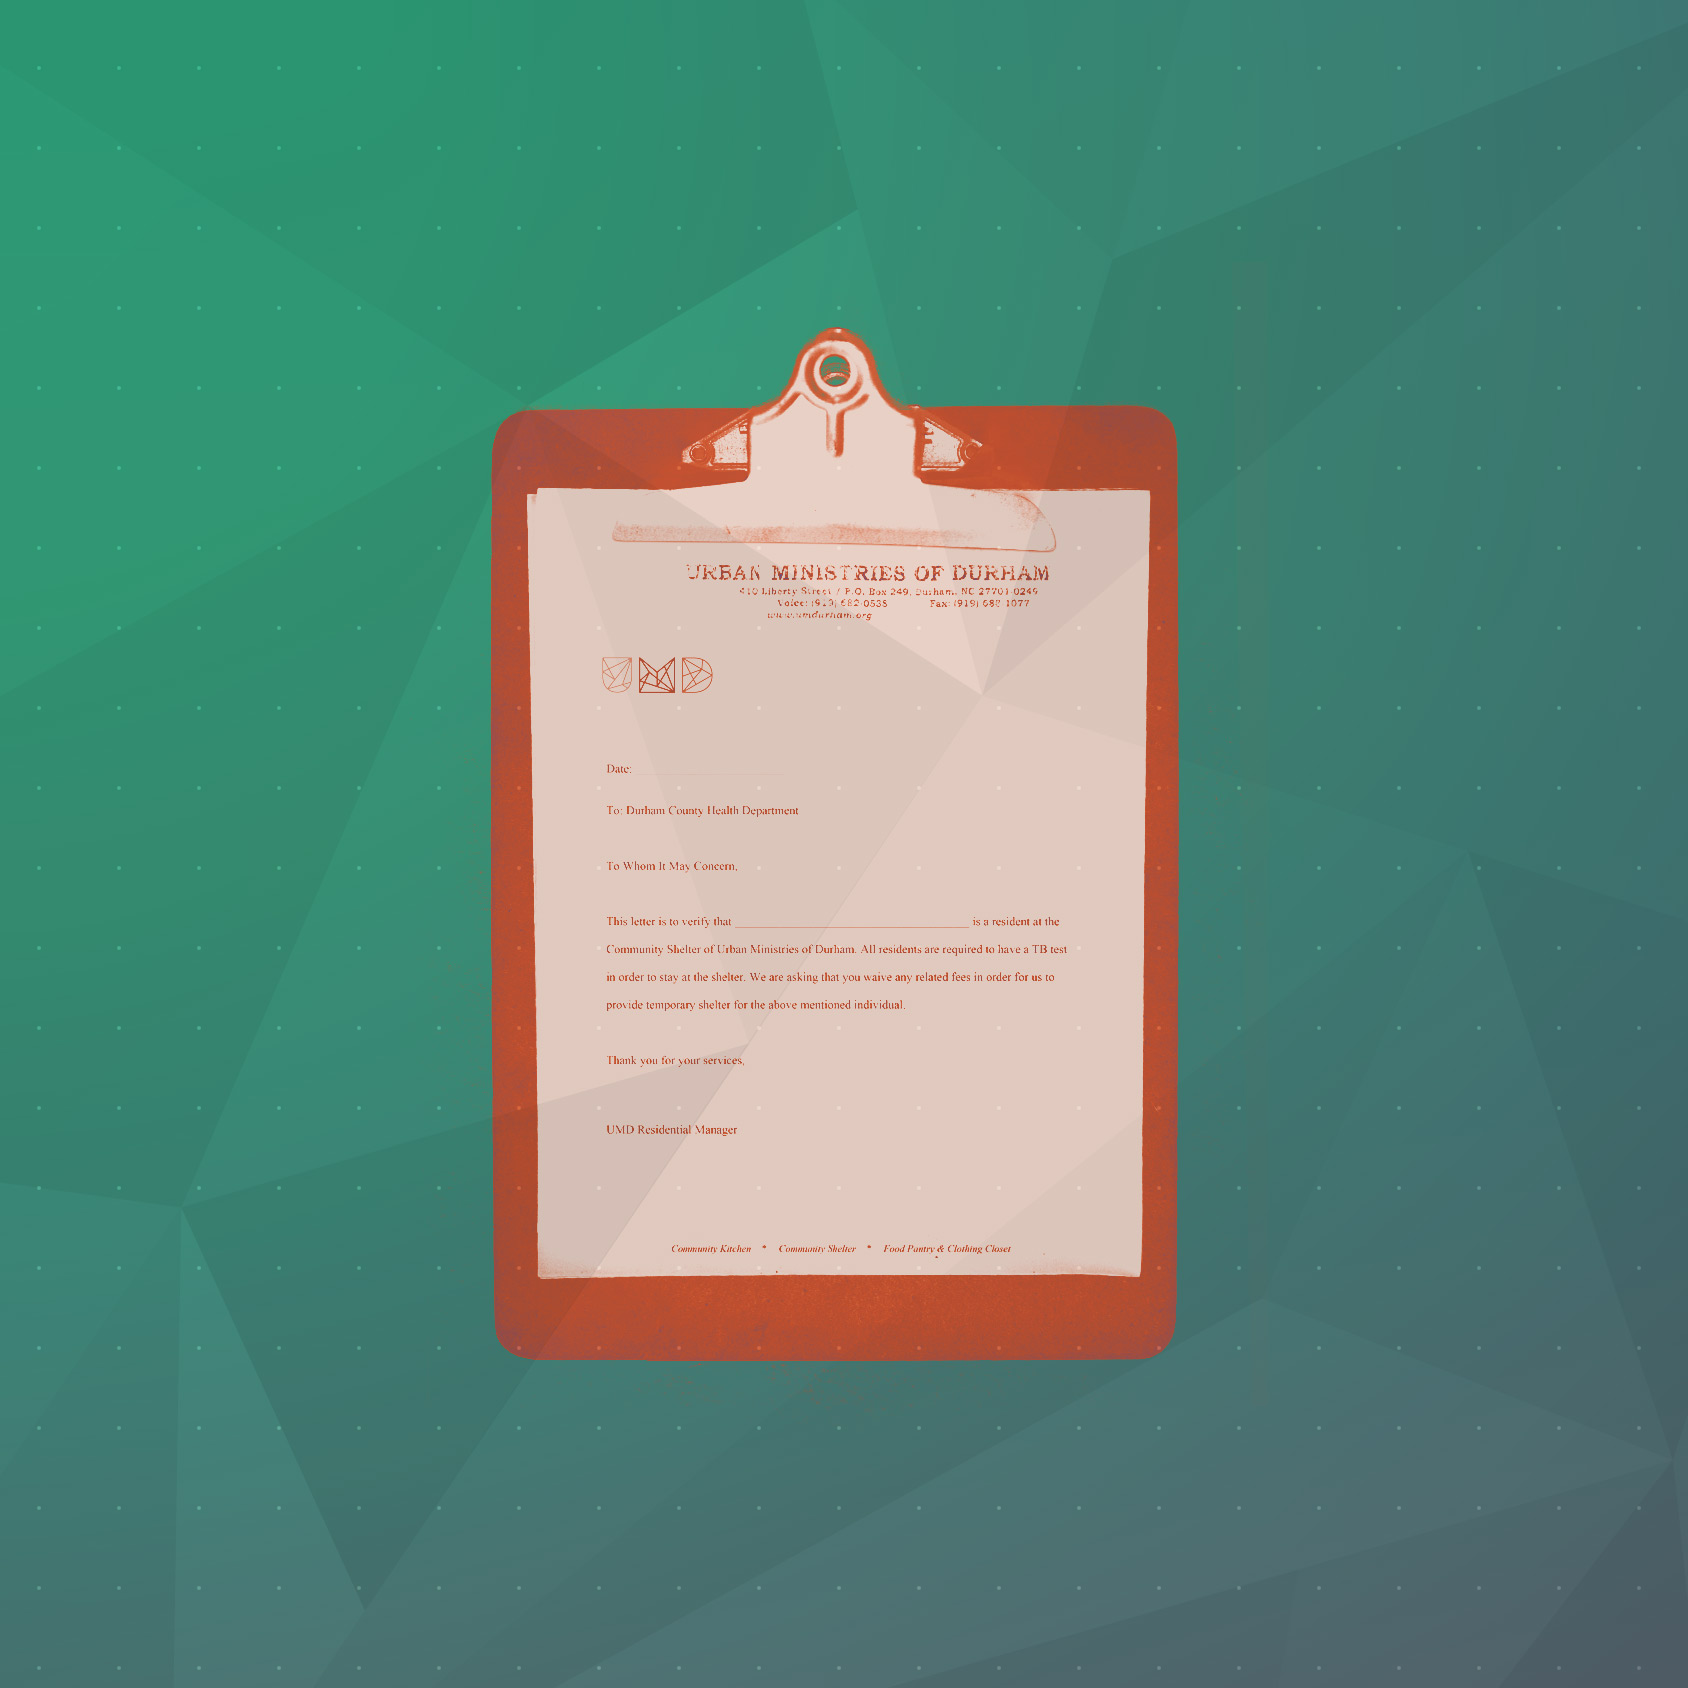 URBAN MINISTRIES OF DURHAM
410 Liberty Street / P.O. Box 249, Durham, NC 27701-0249
Voice: (919) 682-0538 Fax: (919) 688-1077
www.umdurham.org
UMD
Date:
To: Durham County Health Department
To Whom It May Concern,
This letter is to verify that ______________________________ is a resident at the
Community Shelter of Urban Ministries of Durham. All residents are required to have a TB test
in order to stay at the shelter. We are asking that you waive any related fees in order for us to
provide temporary shelter for the above mentioned individual.
Thank you for your services,
UMD Residential Manager
Community Kitchen * Community Shelter * Food Pantry & Clothing Closet